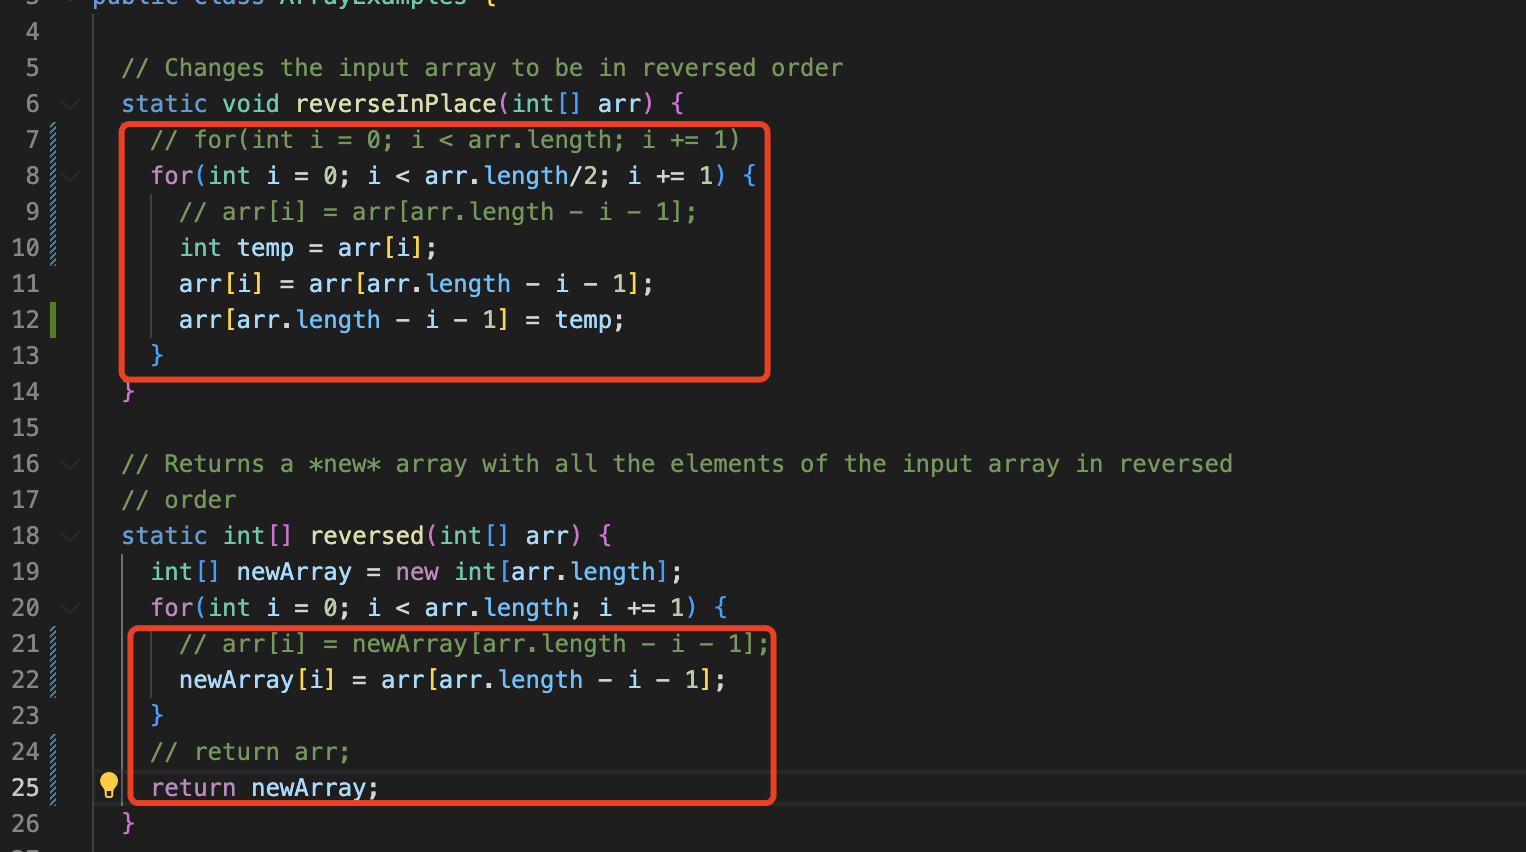 public class ArrayExamples {
4
5 // Changes the input array to be in reversed order
6 static void reverseInPlace(int[] arr) {
7 // for(int i = 0; i < arr.length; i += 1)
8 for(int i = 0; i < arr.length/2; i += 1) {
9 // arr[i] = arr[arr.length - i - 1];
10 int temp = arr[i];
11 arr[i] = arr[arr.length - i - 1];
12 arr[arr.length - i - 1] = temp;
13 }
14 }
15
16 // Returns a *new* array with all the elements of the input array in reversed
17 // order
18 static int[] reversed(int[] arr) {
19 int[] newArray = new int[arr.length];
20 for(int i = 0; i < arr.length; i += 1) {
21 // arr[i] = newArray[arr.length - i - 1];
22 newArray[i] = arr[arr.length - i - 1];
23 }
24 // return arr;
25 return newArray;
26 }